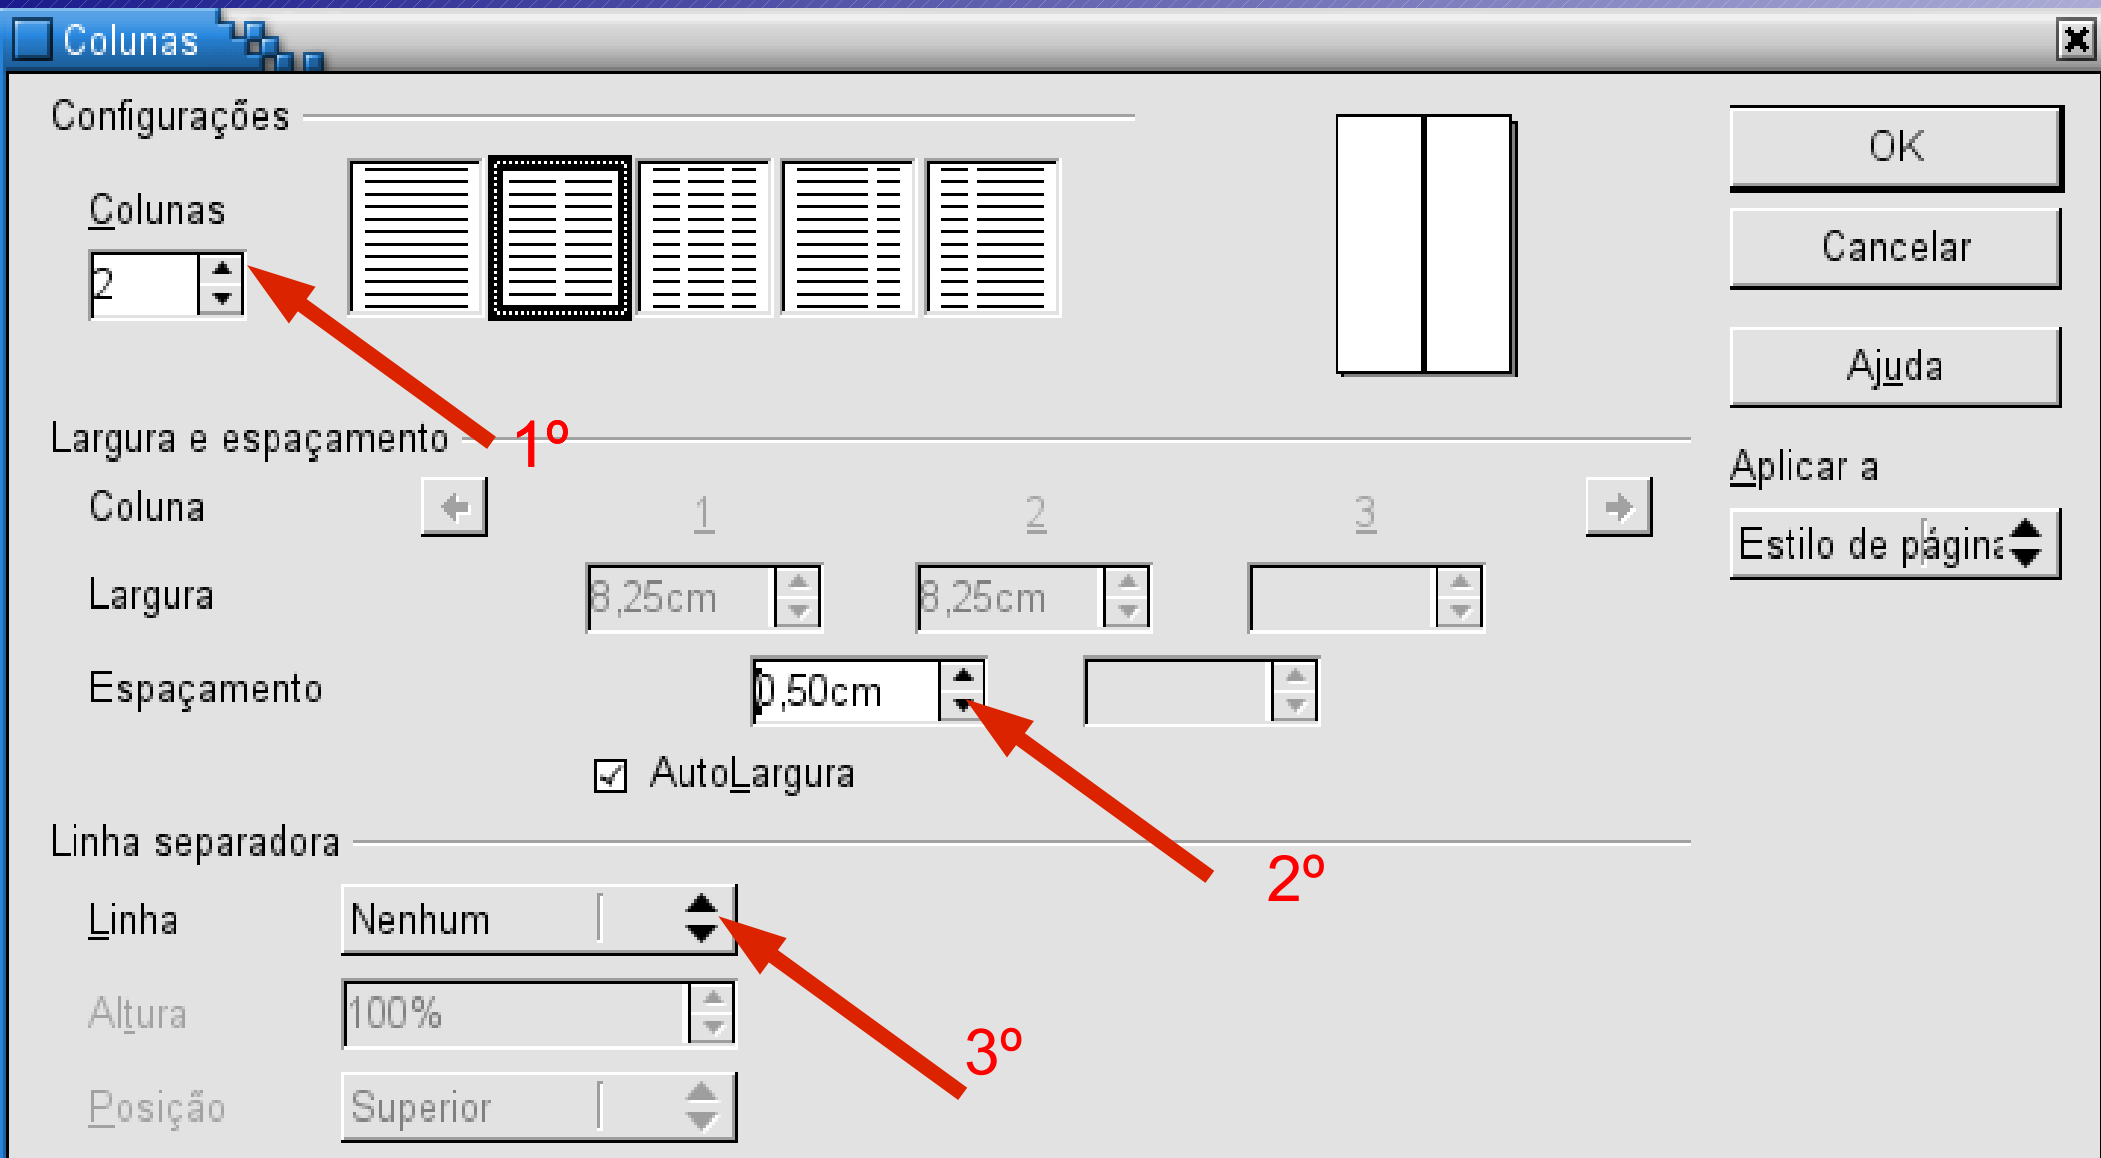 Colunas
Configurações
OK
Colunas
Cancelar
2
Ajuda
1º
Largura e espaçamento
Aplicar a
Coluna 1 2 3
Estilo de página
Largura 8,25cm 8,25cm
Espaçamento 0,50cm
AutoLargura
Linha separadora
2º
Linha Nenhum
Altura 100%
3º
Posição Superior